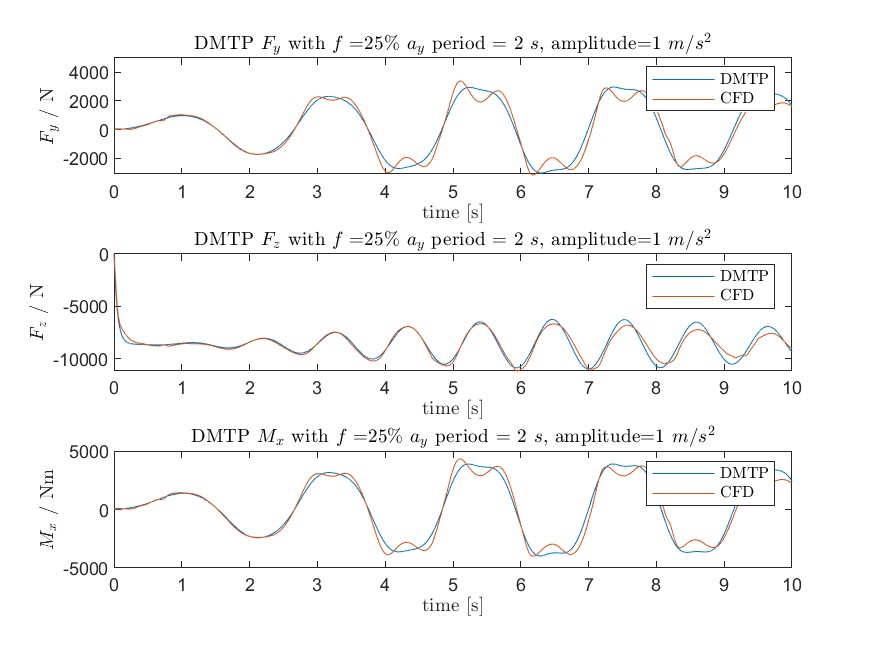 DMTP F_y with f =25% a_y period = 2 s, amplitude=1 m/s²
4000
2000
0
-2000
F_y / N
DMTP
CFD
0 1 2 3 4 5 6 7 8 9 10
time [s]
DMTP F_z with f =25% a_y period = 2 s, amplitude=1 m/s²
0
-5000
-10000
F_z / N
DMTP
CFD
0 1 2 3 4 5 6 7 8 9 10
time [s]
DMTP M_x with f =25% a_y period = 2 s, amplitude=1 m/s²
5000
0
-5000
M_x / Nm
DMTP
CFD
0 1 2 3 4 5 6 7 8 9 10
time [s]